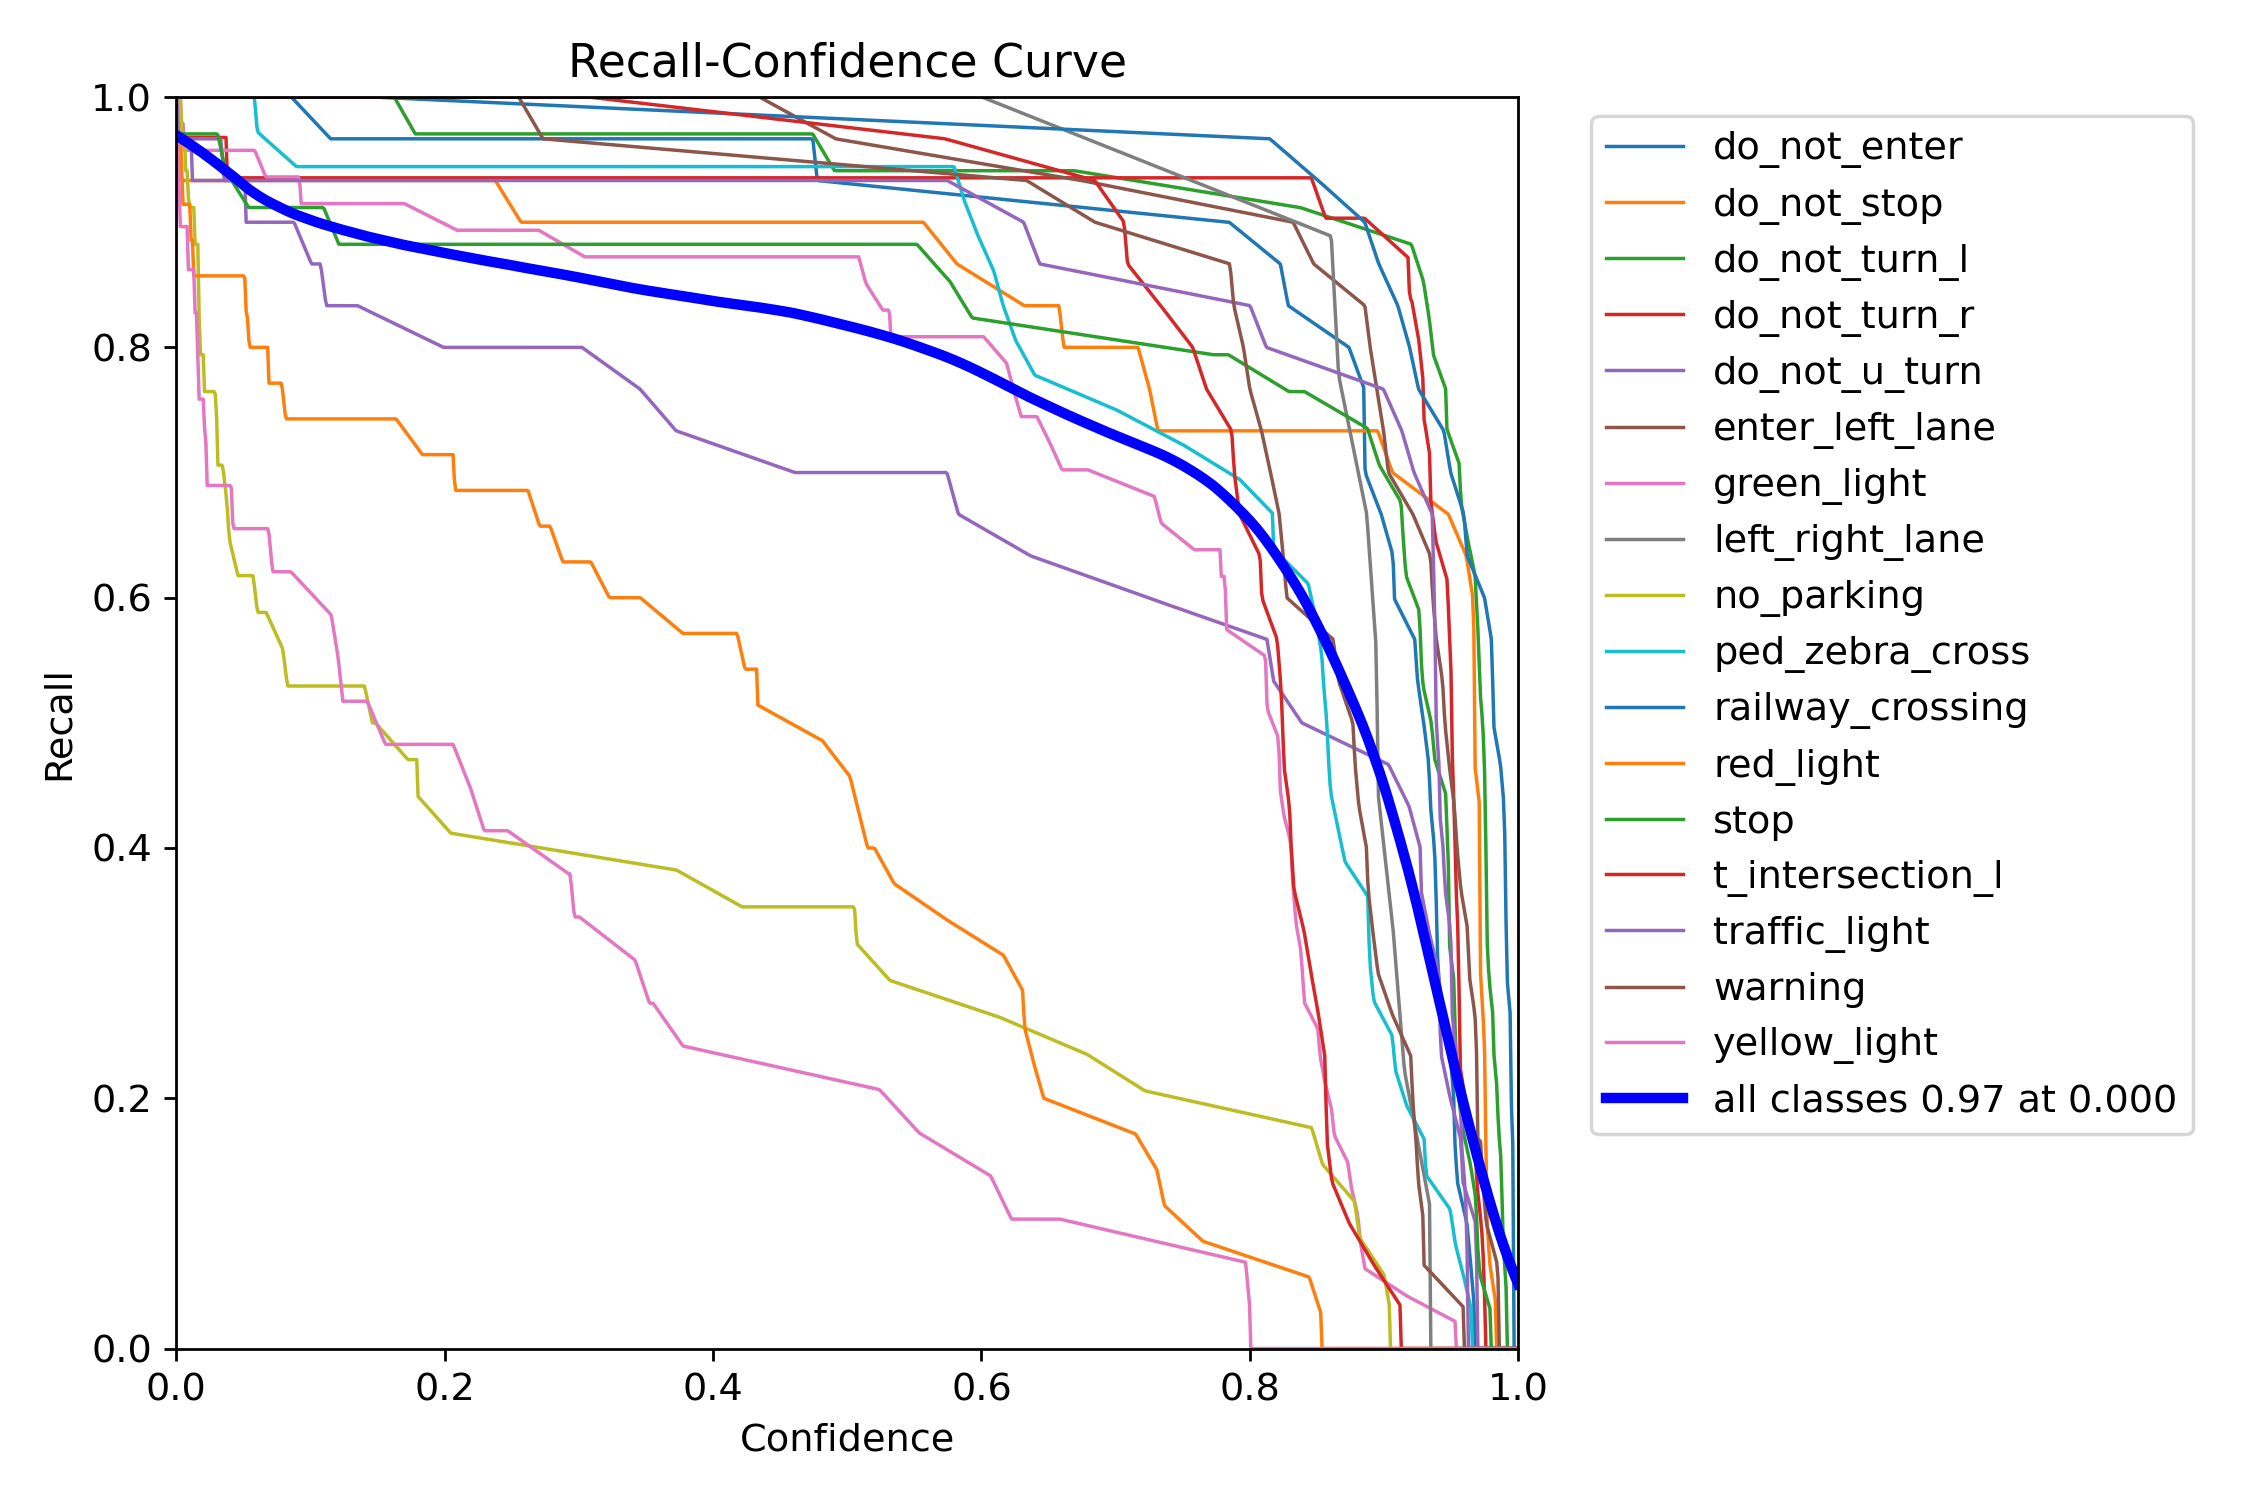 Recall-Confidence Curve
1.0
0.8
0.6
0.4
0.2
0.0
Recall
0.0 0.2 0.4 0.6 0.8 1.0
Confidence
do_not_enter
do_not_stop
do_not_turn_l
do_not_turn_r
do_not_u_turn
enter_left_lane
green_light
left_right_lane
no_parking
ped_zebra_cross
railway_crossing
red_light
stop
t_intersection_l
traffic_light
warning
yellow_light
all classes 0.97 at 0.000